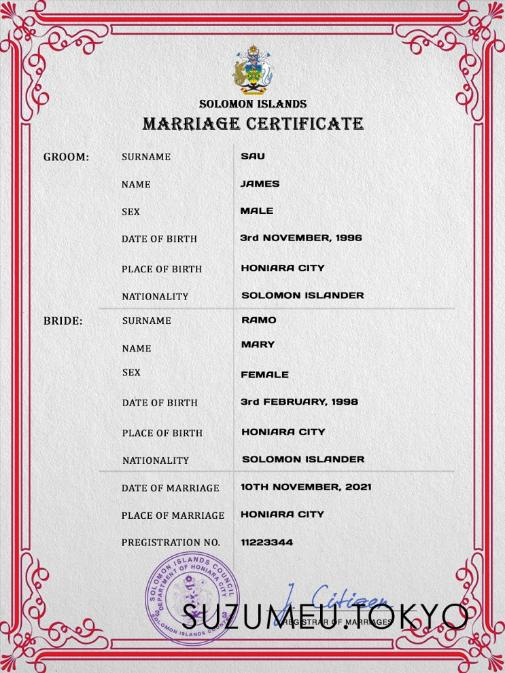 SOLOMON ISLANDS
MARRIAGE CERTIFICATE
GROOM: SURNAME SAU
NAME JAMES
SEX MALE
DATE OF BIRTH 3rd NOVEMBER, 1996
PLACE OF BIRTH HONIARA CITY
NATIONALITY SOLOMON ISLANDER
BRIDE: SURNAME RAMO
NAME MARY
SEX FEMALE
DATE OF BIRTH 3rd FEBRUARY, 1998
PLACE OF BIRTH HONIARA CITY
NATIONALITY SOLOMON ISLANDER
DATE OF MARRIAGE 10TH NOVEMBER, 2021
PLACE OF MARRIAGE HONIARA CITY
PREGISTRATION NO. 11223344
SOLOMON ISLANDS COUNCIL
DEPARTMENT OF HONIARA CITY
SOLOMON ISLANDS
J. Citizen
REGISTRAR OF MARRIAGES
SUZUMEU.TOKYO